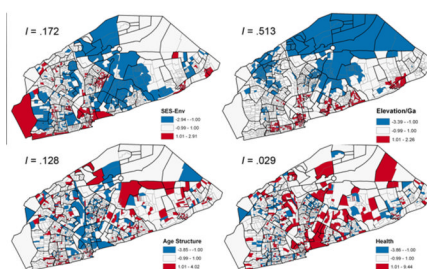 I = .172
SES-Env
-2.94 - -1.00
-0.99 - 1.00
1.01 - 2.91
I = .513
Elevation/Ga
-3.39 - -1.00
-0.99 - 1.00
1.01 - 2.26
I = .128
Age Structure
-3.85 - -1.00
-0.99 - 1.00
1.01 - 4.02
I = .029
Health
-3.86 - -1.00
-0.99 - 1.00
1.01 - 9.44